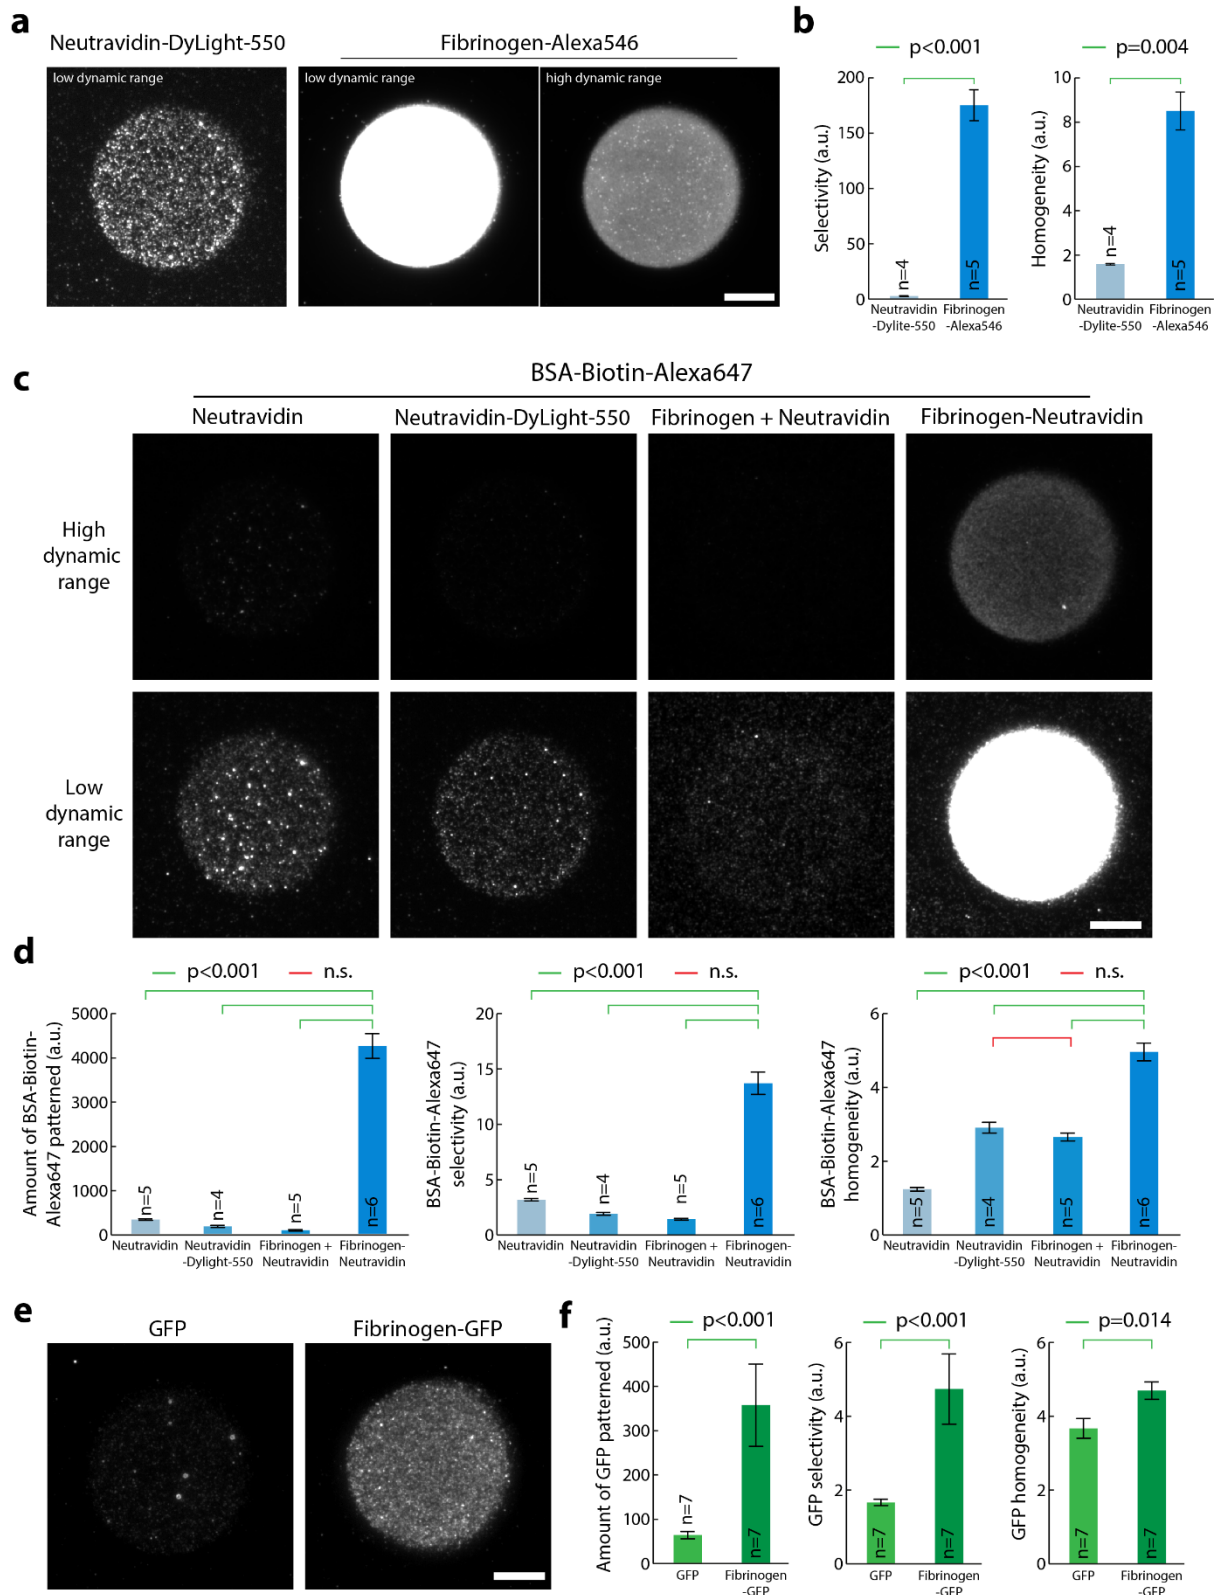 a
Neutravidin-DyLight-550
Fibrinogen-Alexa546
low dynamic range
low dynamic range
high dynamic range
b
p<0.001
p=0.004
Selectivity (a.u.)
200
150
100
50
0
n=4
n=5
Neutravidin
-Dylite-550
Fibrinogen
-Alexa546
Homogeneity (a.u.)
10
8
6
4
2
0
n=4
n=5
Neutravidin
-Dylite-550
Fibrinogen
-Alexa546
c
BSA-Biotin-Alexa647
Neutravidin
Neutravidin-DyLight-550
Fibrinogen + Neutravidin
Fibrinogen-Neutravidin
High
dynamic
range
Low
dynamic
range
d
p<0.001
n.s.
Amount of BSA-Biotin-
Alexa647 patterned (a.u.)
5000
4000
3000
2000
1000
0
n=5
n=4
n=5
n=6
Neutravidin
Neutravidin
-Dylight-550
Fibrinogen +
Neutravidin
Fibrinogen-
Neutravidin
p<0.001
n.s.
BSA-Biotin-Alexa647
selectivity (a.u.)
20
15
10
5
0
n=5
n=4
n=5
n=6
Neutravidin
Neutravidin
-Dylight-550
Fibrinogen +
Neutravidin
Fibrinogen-
Neutravidin
p<0.001
n.s.
BSA-Biotin-Alexa647
homogeneity (a.u.)
6
4
2
0
n=5
n=4
n=5
n=6
Neutravidin
Neutravidin
-Dylight-550
Fibrinogen +
Neutravidin
Fibrinogen-
Neutravidin
e
GFP
Fibrinogen-GFP
f
p<0.001
Amount of GFP patterned (a.u.)
500
400
300
200
100
0
n=7
n=7
GFP
Fibrinogen
-GFP
p<0.001
GFP selectivity (a.u.)
6
4
2
0
n=7
n=7
GFP
Fibrinogen
-GFP
p=0.014
GFP homogeneity (a.u.)
6
4
2
0
n=7
n=7
GFP
Fibrinogen
-GFP